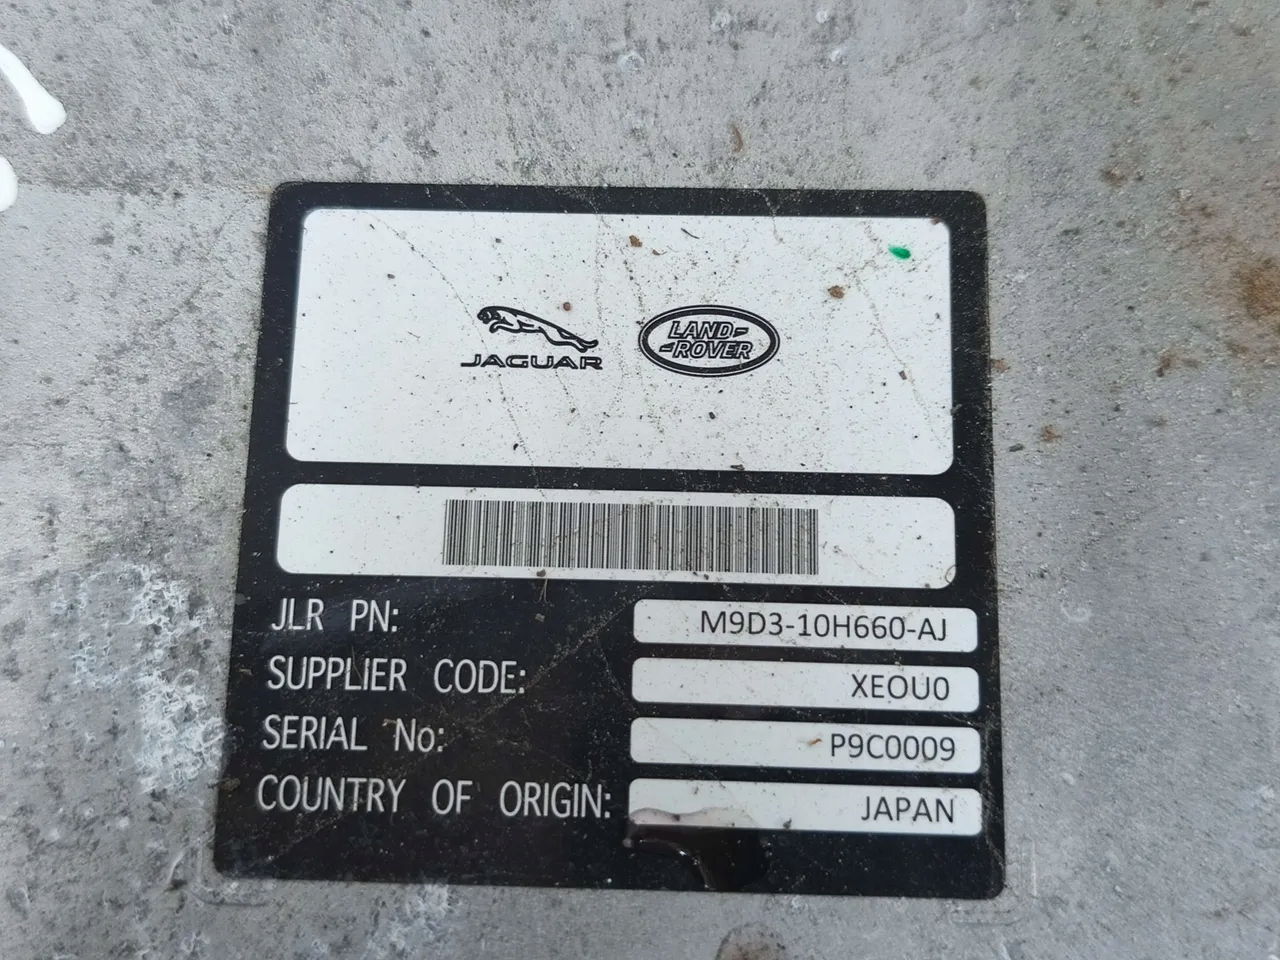 JAGUAR
LAND-
-ROVER
JLR PN: M9D3-10H660-AJ
SUPPLIER CODE: XEOU0
SERIAL No: P9C0009
COUNTRY OF ORIGIN: JAPAN